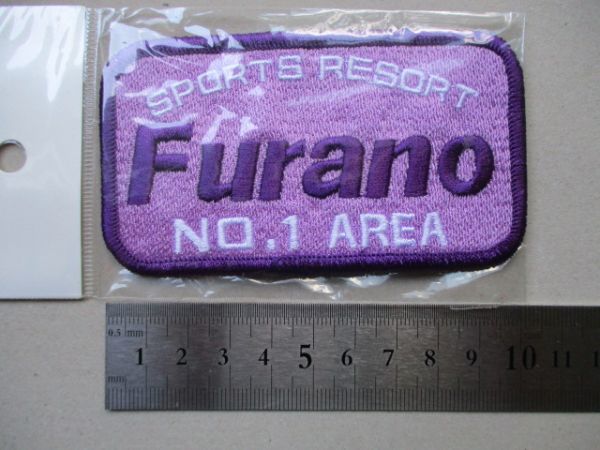 SPORTS RESORT
Furano
NO.1 AREA
0.5 mm
1 2 3 4 5 6 7 8 9 10 11
mm